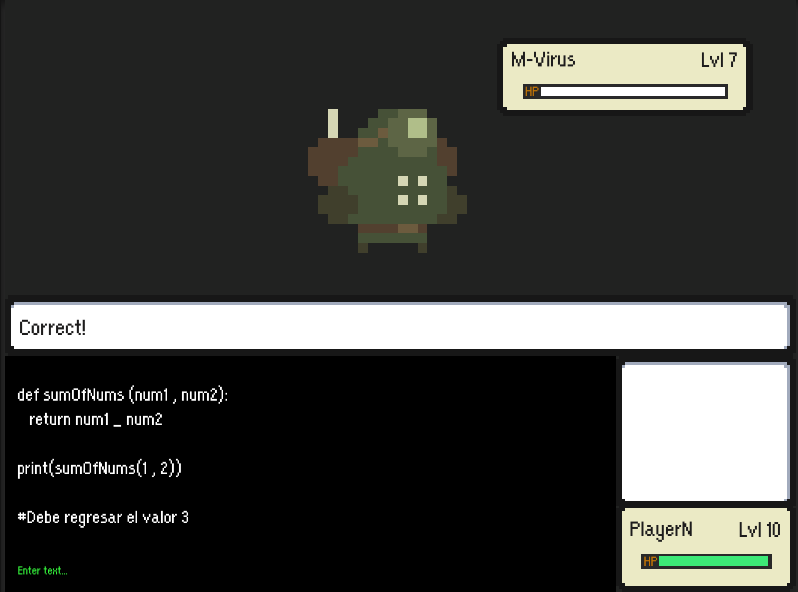 M-Virus Lvl 7
HP
Correct!
def sumOfNums (num1 , num2):
return num1 _ num2
print(sumOfNums(1 , 2))
#Debe regresar el valor 3
Enter text...
PlayerN Lvl 10
HP